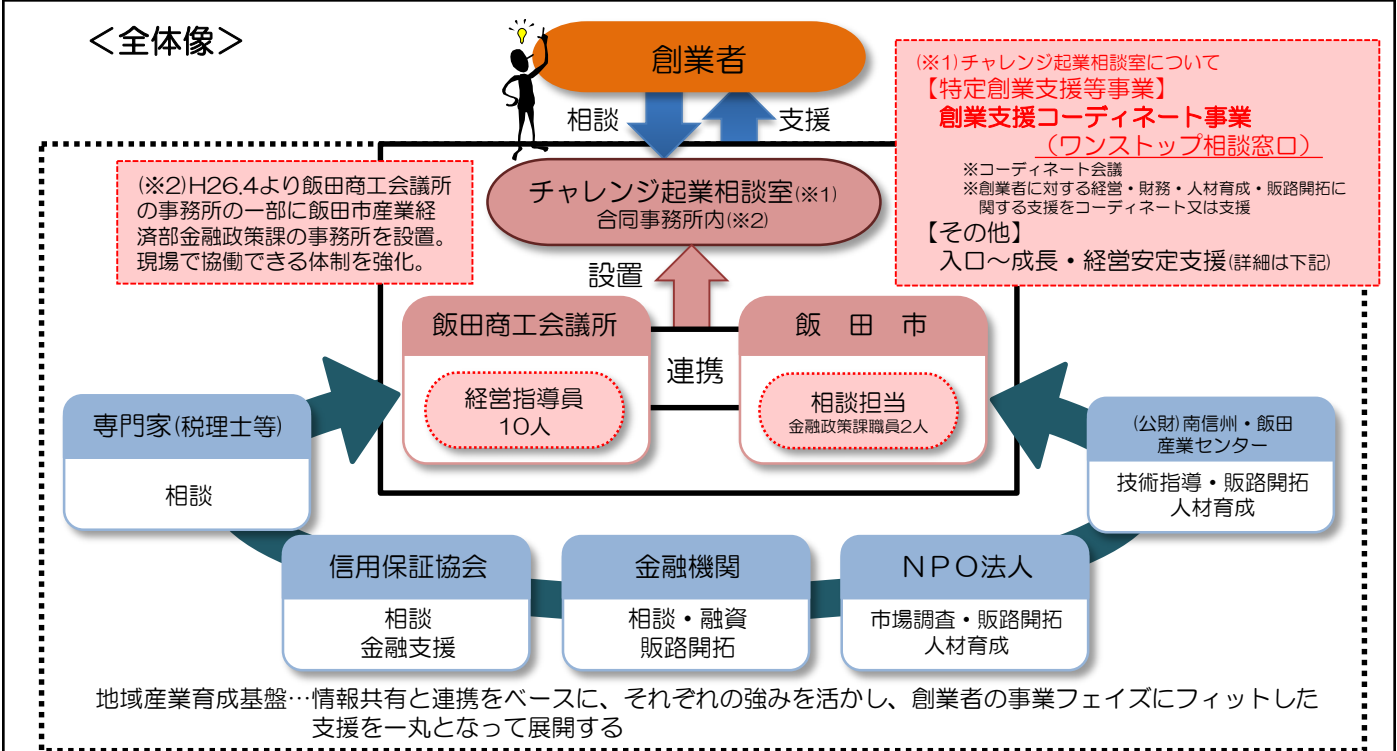 ＜全体像＞
創業者
相談
支援
(※1)チャレンジ起業相談室について
【特定創業支援等事業】
創業支援コーディネート事業
（ワンストップ相談窓口）
※コーディネート会議
※創業者に対する経営・財務・人材育成・販路開拓に
関する支援をコーディネート又は支援
【その他】
入口～成長・経営安定支援(詳細は下記)
(※2)H26.4より飯田商工会議所
の事務所の一部に飯田市産業経
済部金融政策課の事務所を設置。
現場で協働できる体制を強化。
チャレンジ起業相談室(※1)
合同事務所内(※2)
設置
飯田商工会議所
経営指導員
10人
連携
飯　田　市
相談担当
金融政策課職員2人
専門家(税理士等)
相談
信用保証協会
相談
金融支援
金融機関
相談・融資
販路開拓
ＮＰＯ法人
市場調査・販路開拓
人材育成
(公財)南信州・飯田
産業センター
技術指導・販路開拓
人材育成
地域産業育成基盤…情報共有と連携をベースに、それぞれの強みを活かし、創業者の事業フェイズにフィットした
支援を一丸となって展開する